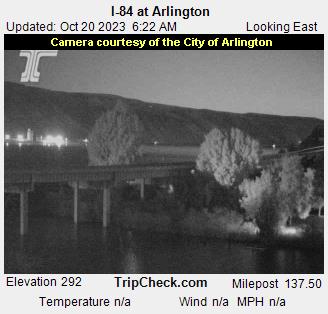 I-84 at Arlington
Updated: Oct 20 2023 6:22 AM Looking East
Camera courtesy of the City of Arlington
Elevation 292 TripCheck.com Milepost 137.50
Temperature n/a Wind n/a MPH n/a